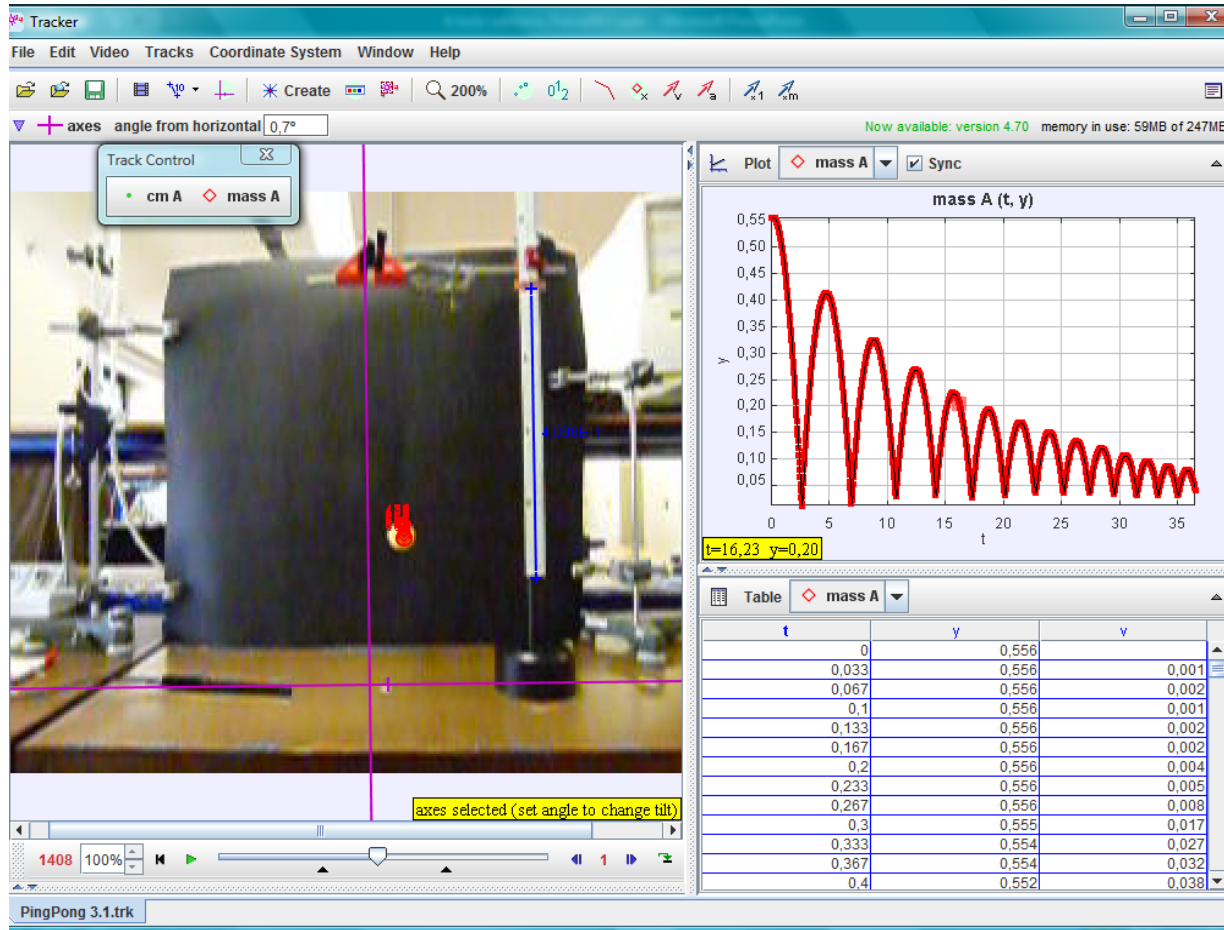 Tracker
File Edit Video Tracks Coordinate System Window Help
Create 200%
axes angle from horizontal 0,7° Now available: version 4.70 memory in use: 59MB of 247MB
Track Control
cm A mass A
Plot mass A Sync
mass A (t, y)
0,55
0,50
0,45
0,40
0,35
0,30
0,25
0,20
0,15
0,10
0,05
y
0 5 10 15 20 25 30 35
t
t=16,23 y=0,20
Table mass A
t y v
0 0,556
0,033 0,556 0,001
0,067 0,556 0,002
0,1 0,556 0,001
0,133 0,556 0,002
0,167 0,556 0,002
0,2 0,556 0,004
0,233 0,556 0,005
0,267 0,556 0,008
0,3 0,555 0,017
0,333 0,554 0,027
0,367 0,554 0,032
0,4 0,552 0,038
axes selected (set angle to change tilt)
1408 100% 1
PingPong 3.1.trk